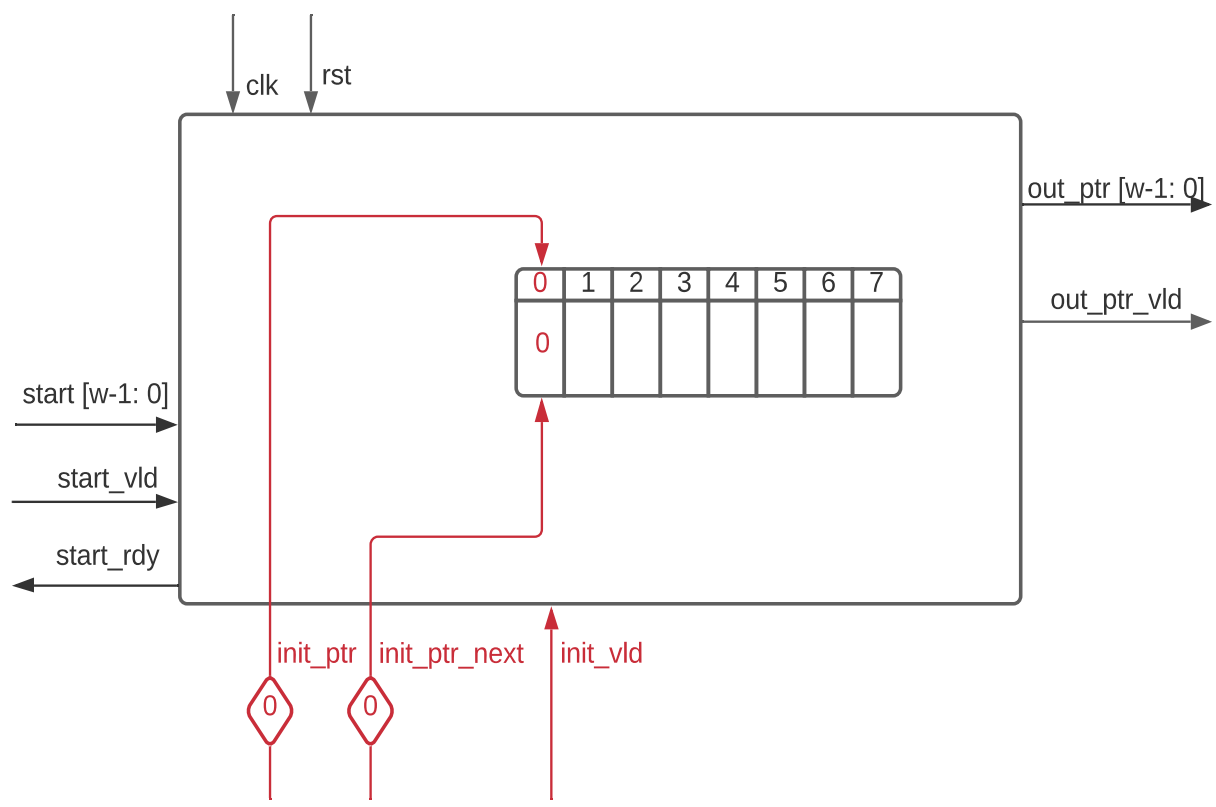 clk
rst
out_ptr [w-1: 0]
0 1 2 3 4 5 6 7
out_ptr_vld
0
start [w-1: 0]
start_vld
start_rdy
init_ptr
init_ptr_next
init_vld
0
0